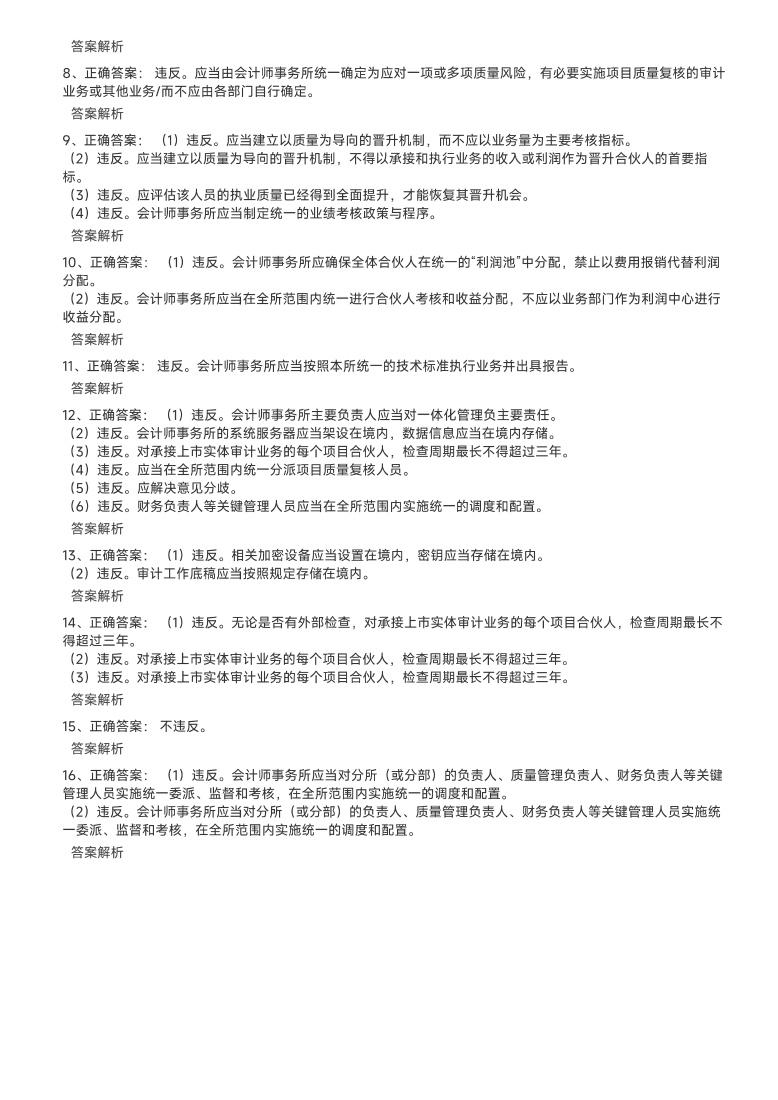 答案解析
8、正确答案： 违反。应当由会计师事务所统一确定为应对一项或多项质量风险，有必要实施项目质量复核的审计
业务或其他业务/而不应由各部门自行确定。
答案解析
9、正确答案： （1）违反。应当建立以质量为导向的晋升机制，而不应以业务量为主要考核指标。
（2）违反。应当建立以质量为导向的晋升机制，不得以承接和执行业务的收入或利润作为晋升合伙人的首要指
标。
（3）违反。应评估该人员的执业质量已经得到全面提升，才能恢复其晋升机会。
（4）违反。会计师事务所应当制定统一的业绩考核政策与程序。
答案解析
10、正确答案： （1）违反。会计师事务所应确保全体合伙人在统一的“利润池”中分配，禁止以费用报销代替利润
分配。
（2）违反。会计师事务所应当在全所范围内统一进行合伙人考核和收益分配，不应以业务部门作为利润中心进行
收益分配。
答案解析
11、正确答案： 违反。会计师事务所应当按照本所统一的技术标准执行业务并出具报告。
答案解析
12、正确答案： （1）违反。会计师事务所主要负责人应当对一体化管理负主要责任。
（2）违反。会计师事务所的系统服务器应当架设在境内，数据信息应当在境内存储。
（3）违反。对承接上市实体审计业务的每个项目合伙人，检查周期最长不得超过三年。
（4）违反。应当在全所范围内统一分派项目质量复核人员。
（5）违反。应解决意见分歧。
（6）违反。财务负责人等关键管理人员应当在全所范围内实施统一的调度和配置。
答案解析
13、正确答案： （1）违反。相关加密设备应当设置在境内，密钥应当存储在境内。
（2）违反。审计工作底稿应当按照规定存储在境内。
答案解析
14、正确答案： （1）违反。无论是否有外部检查，对承接上市实体审计业务的每个项目合伙人，检查周期最长不
得超过三年。
（2）违反。对承接上市实体审计业务的每个项目合伙人，检查周期最长不得超过三年。
（3）违反。对承接上市实体审计业务的每个项目合伙人，检查周期最长不得超过三年。
答案解析
15、正确答案： 不违反。
答案解析
16、正确答案： （1）违反。会计师事务所应当对分所（或分部）的负责人、质量管理负责人、财务负责人等关键
管理人员实施统一委派、监督和考核，在全所范围内实施统一的调度和配置。
（2）违反。会计师事务所应当对分所（或分部）的负责人、质量管理负责人、财务负责人等关键管理人员实施统
一委派、监督和考核，在全所范围内实施统一的调度和配置。
答案解析